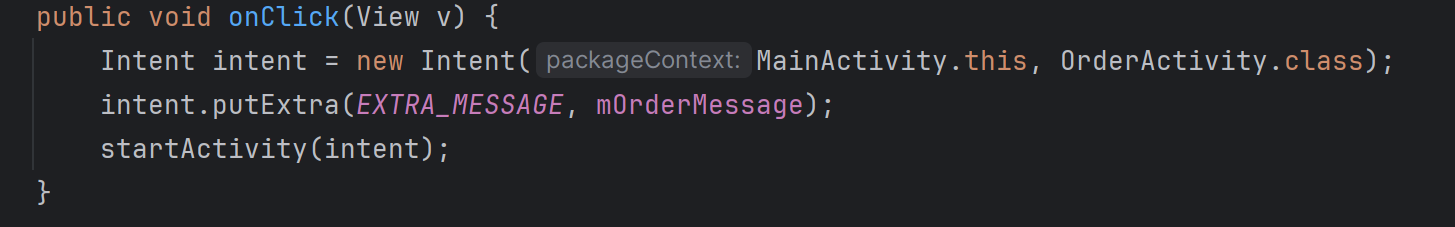 public void onClick(View v) {
    Intent intent = new Intent( packageContext: MainActivity.this, OrderActivity.class);
    intent.putExtra(EXTRA_MESSAGE, mOrderMessage);
    startActivity(intent);
}